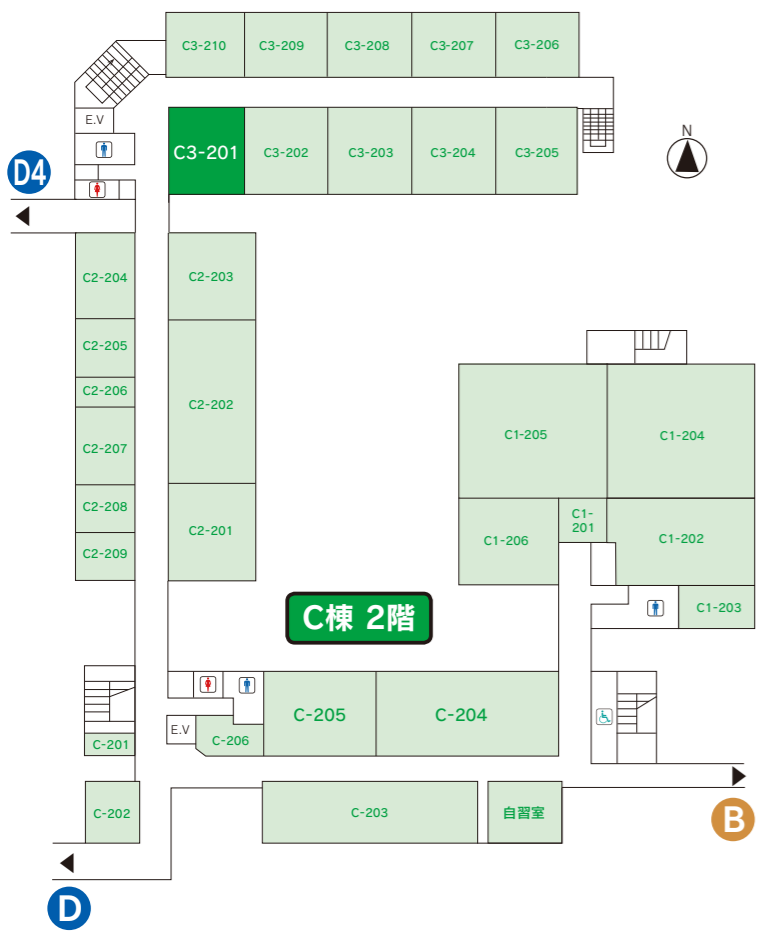 C3-210
C3-209
C3-208
C3-207
C3-206
E.V
C3-201
C3-202
C3-203
C3-204
C3-205
N
D4
C2-204
C2-203
C2-205
C2-206
C2-202
C2-207
C2-208
C2-201
C2-209
C1-205
C1-204
C1-206
C1-
201
C1-202
C1-203
C棟 2階
C-205
C-204
E.V
C-206
C-201
C-202
C-203
自習室
B
D